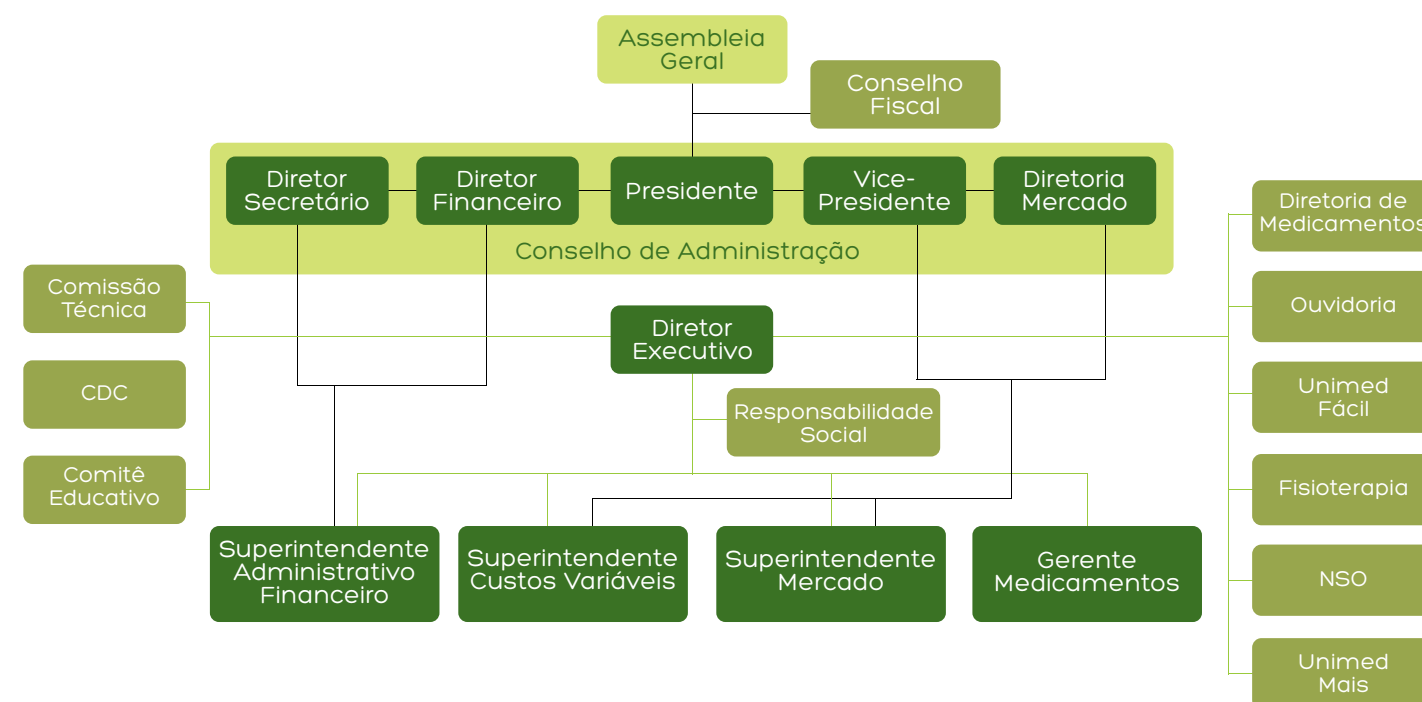 Assembleia
Geral
Conselho
Fiscal
Diretor
Secretário
Diretor
Financeiro
Presidente
Vice-
Presidente
Diretoria
Mercado
Conselho de Administração
Comissão
Técnica
CDC
Comitê
Educativo
Diretor
Executivo
Responsabilidade
Social
Diretoria de
Medicamentos
Ouvidoria
Unimed
Fácil
Fisioterapia
NSO
Unimed
Mais
Superintendente
Administrativo
Financeiro
Superintendente
Custos Variáveis
Superintendente
Mercado
Gerente
Medicamentos